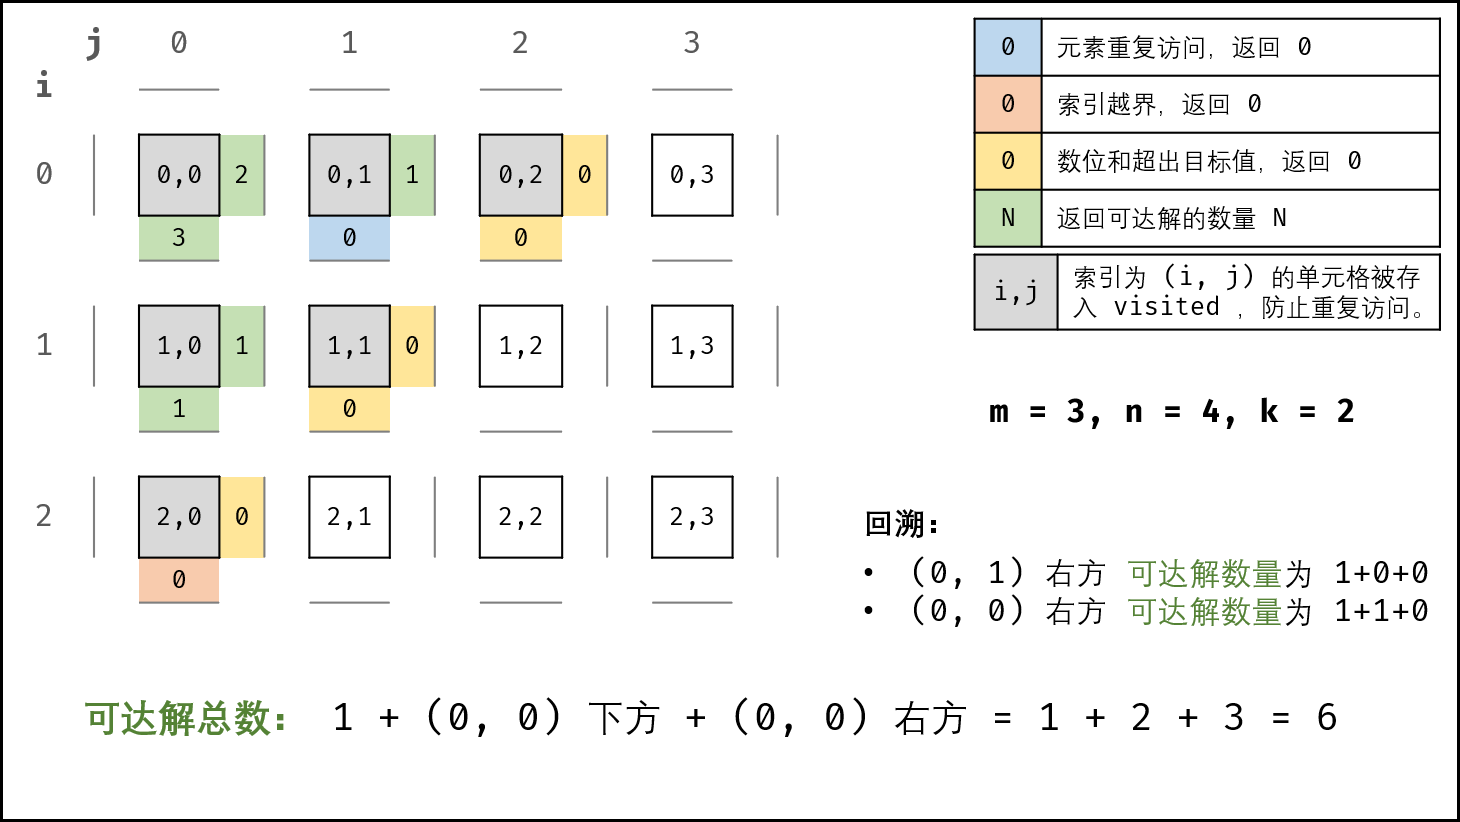 j 0 1 2 3
i
0 0,0 2 0,1 1 0,2 0 0,3
3 0 0
1 1,0 1 1,1 0 1,2 1,3
1 0
2 2,0 0 2,1 2,2 2,3
0
0 元素重复访问，返回 0
0 索引越界，返回 0
0 数位和超出目标值，返回 0
N 返回可达解的数量 N
i,j 索引为 (i, j) 的单元格被存
入 visited ，防止重复访问。
m = 3, n = 4, k = 2
回溯：
• (0, 1) 右方 可达解数量为 1+0+0
• (0, 0) 右方 可达解数量为 1+1+0
可达解总数： 1 + (0, 0) 下方 + (0, 0) 右方 = 1 + 2 + 3 = 6